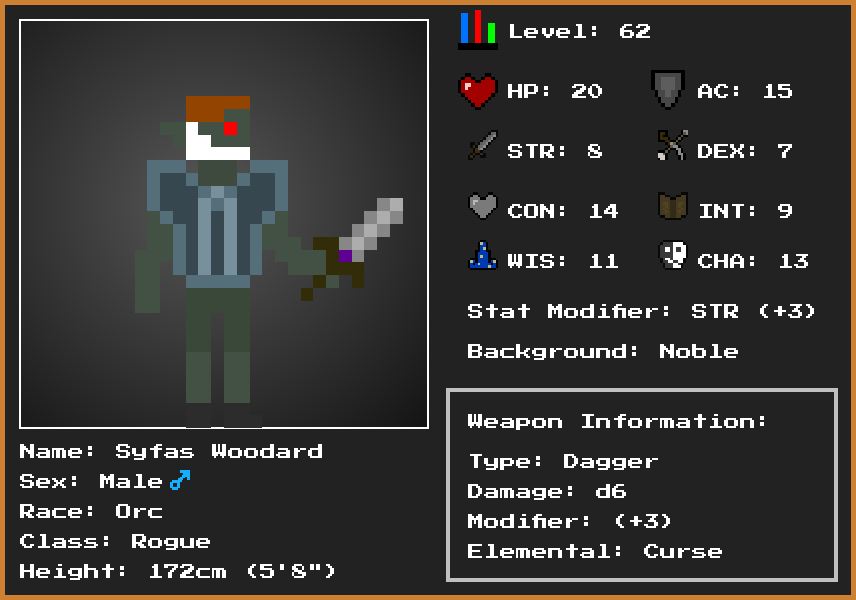 Level: 62
HP: 20 AC: 15
STR: 8 DEX: 7
CON: 14 INT: 9
WIS: 11 CHA: 13
Stat Modifier: STR (+3)
Background: Noble
Weapon Information:
Type: Dagger
Damage: d6
Modifier: (+3)
Elemental: Curse
Name: Syfas Woodard
Sex: Male ♂
Race: Orc
Class: Rogue
Height: 172cm (5'8")